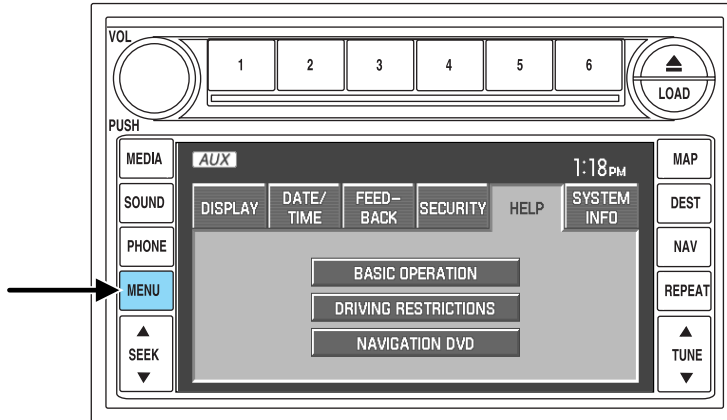 VOL
1 2 3 4 5 6
LOAD
PUSH
MEDIA
SOUND
PHONE
MENU
SEEK
AUX
1:18PM
DISPLAY
DATE/
TIME
FEED-
BACK
SECURITY
HELP
SYSTEM
INFO
BASIC OPERATION
DRIVING RESTRICTIONS
NAVIGATION DVD
MAP
DEST
NAV
REPEAT
TUNE